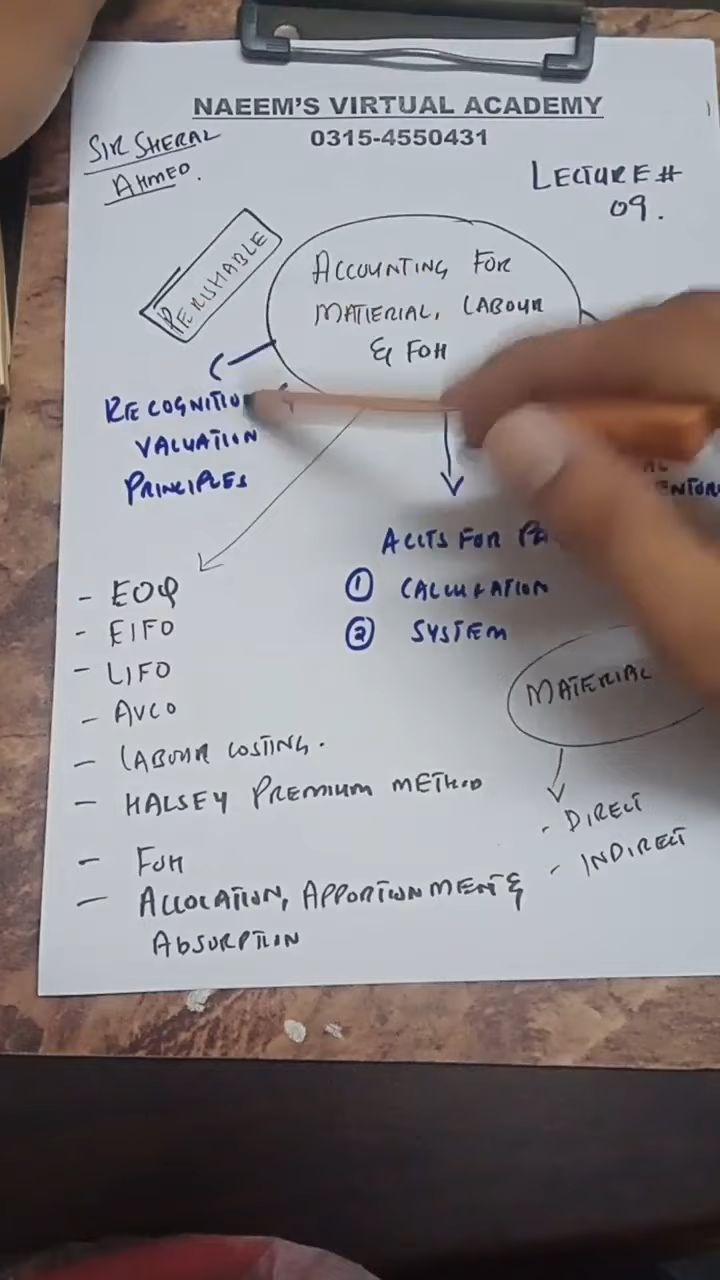 NAEEM'S VIRTUAL ACADEMY
0315-4550431
SIR SHERAL
AHMED.
LECTURE #
09.
PERISHABLE
ACCOUNTING FOR
MATERIAL, LABOUR
& FOH
RECOGNITION
VALUATION
PRINCIPLES
ACCTS FOR
① CALCULATION
② SYSTEM
- EOQ
- FIFO
- LIFO
- AVCO
- LABOUR COSTING.
- HALSEY PREMIUM METHOD
- FOH
- ALLOCATION, APPORTIONMENT &
ABSORPTION
MATERIAL
- DIRECT
- INDIRECT